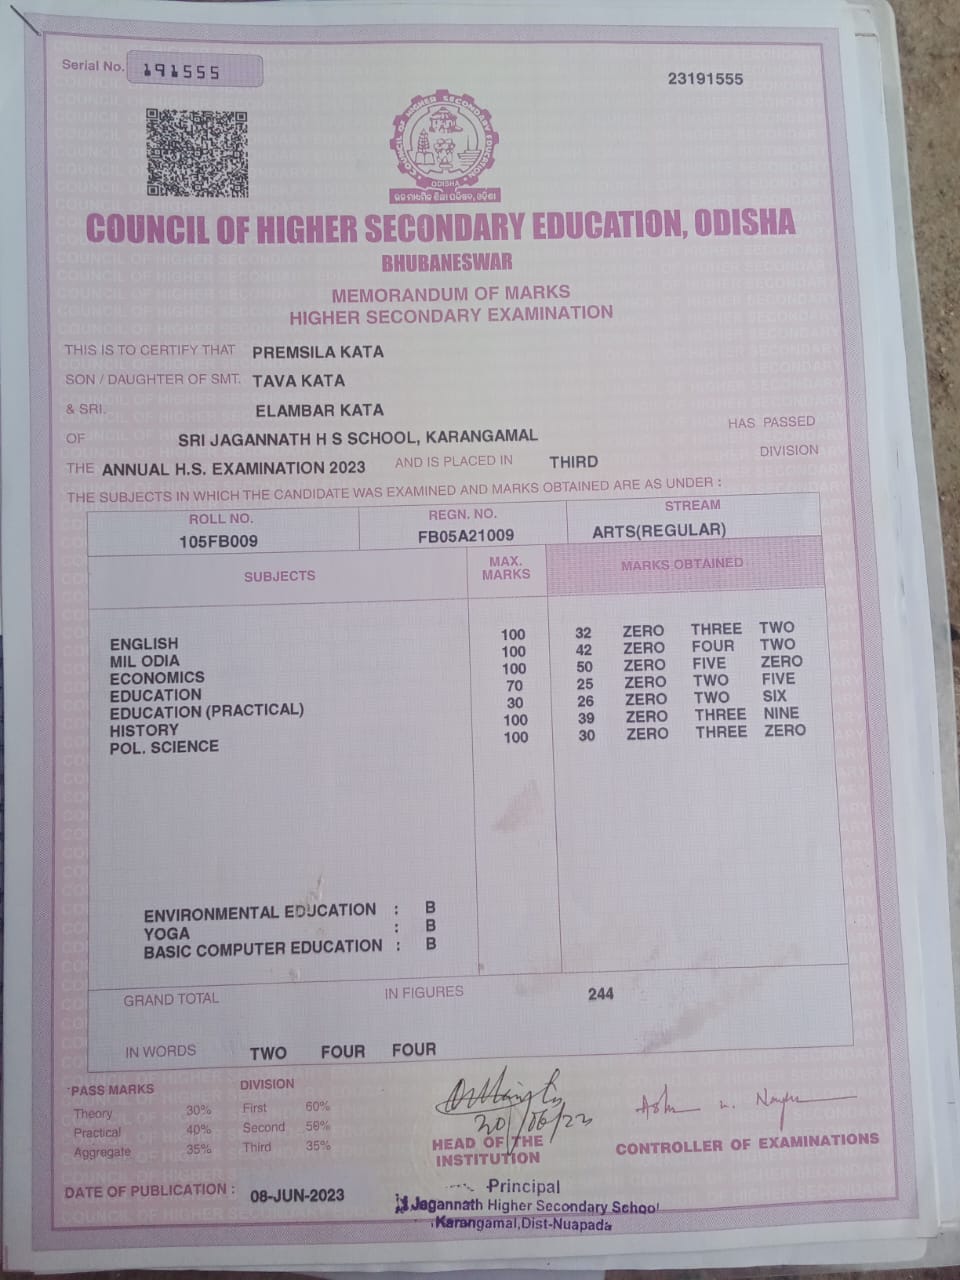 Serial No. 191555
23191555
COUNCIL OF HIGHER SECONDARY EDUCATION
ODISHA
COUNCIL OF HIGHER SECONDARY EDUCATION, ODISHA
BHUBANESWAR
MEMORANDUM OF MARKS
HIGHER SECONDARY EXAMINATION
THIS IS TO CERTIFY THAT PREMSILA KATA
SON / DAUGHTER OF SMT. TAVA KATA
& SRI. ELAMBAR KATA
OF SRI JAGANNATH H S SCHOOL, KARANGAMAL HAS PASSED
THE ANNUAL H.S. EXAMINATION 2023 AND IS PLACED IN THIRD DIVISION
THE SUBJECTS IN WHICH THE CANDIDATE WAS EXAMINED AND MARKS OBTAINED ARE AS UNDER :
ROLL NO. REGN. NO. STREAM
105FB009 FB05A21009 ARTS(REGULAR)
SUBJECTS MAX. MARKS MARKS OBTAINED
ENGLISH 100 32 ZERO THREE TWO
MIL ODIA 100 42 ZERO FOUR TWO
ECONOMICS 100 50 ZERO FIVE ZERO
EDUCATION 70 25 ZERO TWO FIVE
EDUCATION (PRACTICAL) 30 26 ZERO TWO SIX
HISTORY 100 39 ZERO THREE NINE
POL. SCIENCE 100 30 ZERO THREE ZERO
ENVIRONMENTAL EDUCATION : B
YOGA : B
BASIC COMPUTER EDUCATION : B
GRAND TOTAL IN FIGURES 244
IN WORDS TWO FOUR FOUR
PASS MARKS DIVISION
Theory 30% First 60%
Practical 40% Second 50%
Aggregate 35% Third 35%
HEAD OF THE
INSTITUTION
CONTROLLER OF EXAMINATIONS
DATE OF PUBLICATION : 08-JUN-2023
Principal
Jagannath Higher Secondary School
Karangamal,Dist-Nuapada